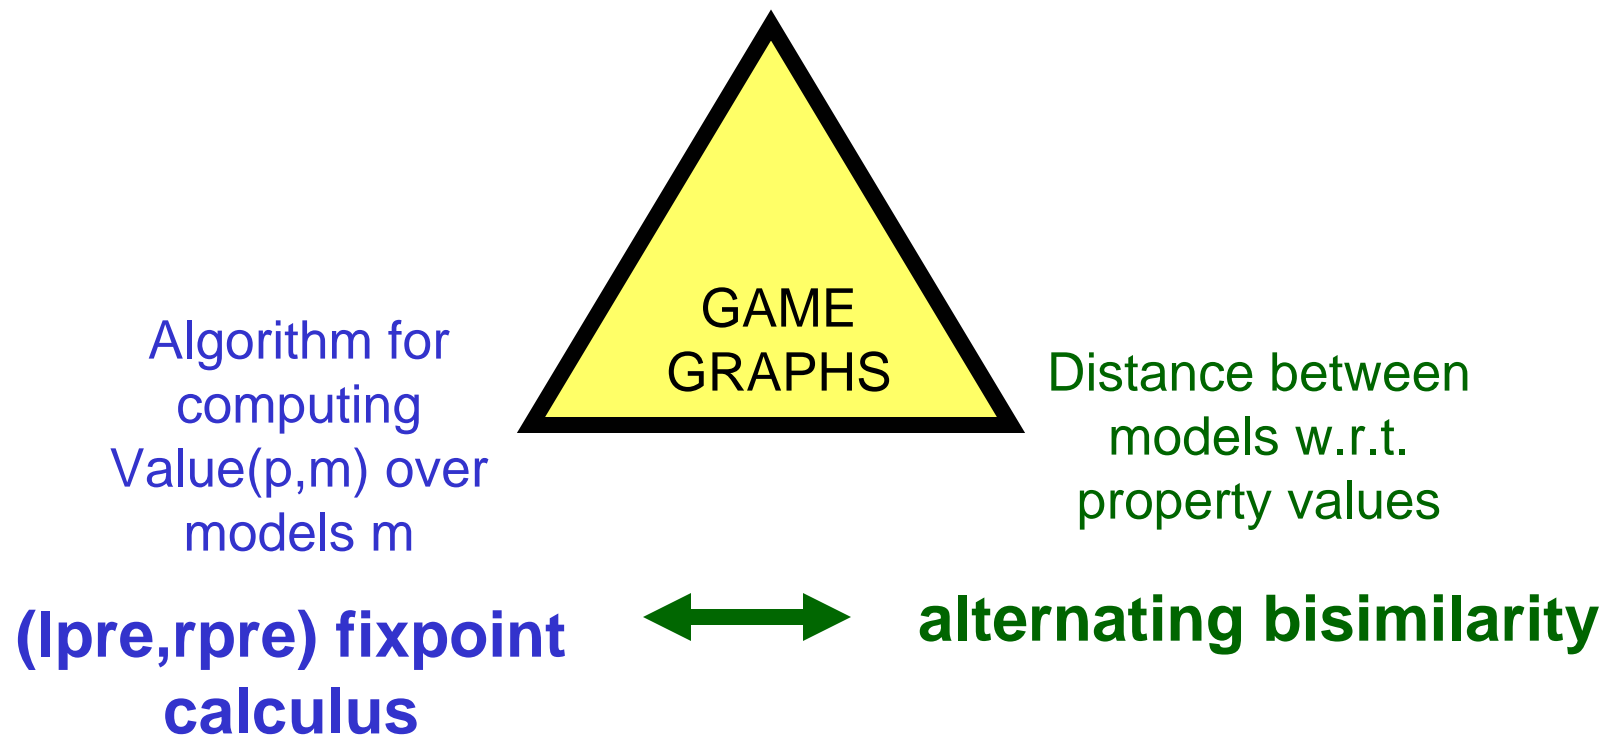 GAME
GRAPHS
Algorithm for
computing
Value(p,m) over
models m
Distance between
models w.r.t.
property values
(lpre,rpre) fixpoint
calculus
alternating bisimilarity